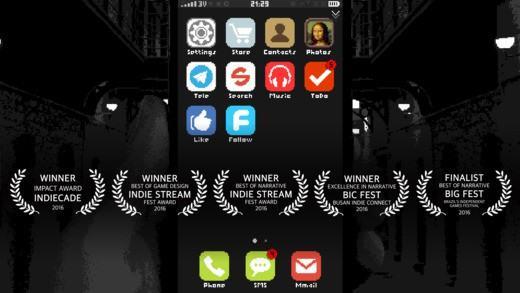 3V 21:29
Settings Store Contacts Photos
5
Tele Search Music ToDo
Like Follow
WINNER
IMPACT AWARD
INDIECADE
2016
WINNER
BEST OF GAME DESIGN
INDIE STREAM
FEST AWARD
2016
WINNER
BEST OF NARRATIVE
INDIE STREAM
FEST AWARD
2016
WINNER
EXCELLENCE IN NARRATIVE
BIC FEST
BUSAN INDIE CONNECT
2016
FINALIST
BEST OF NARRATIVE
BIG FEST
BRAZIL'S INDEPENDENT
GAMES FESTIVAL
2016
Phone SMS Mmail